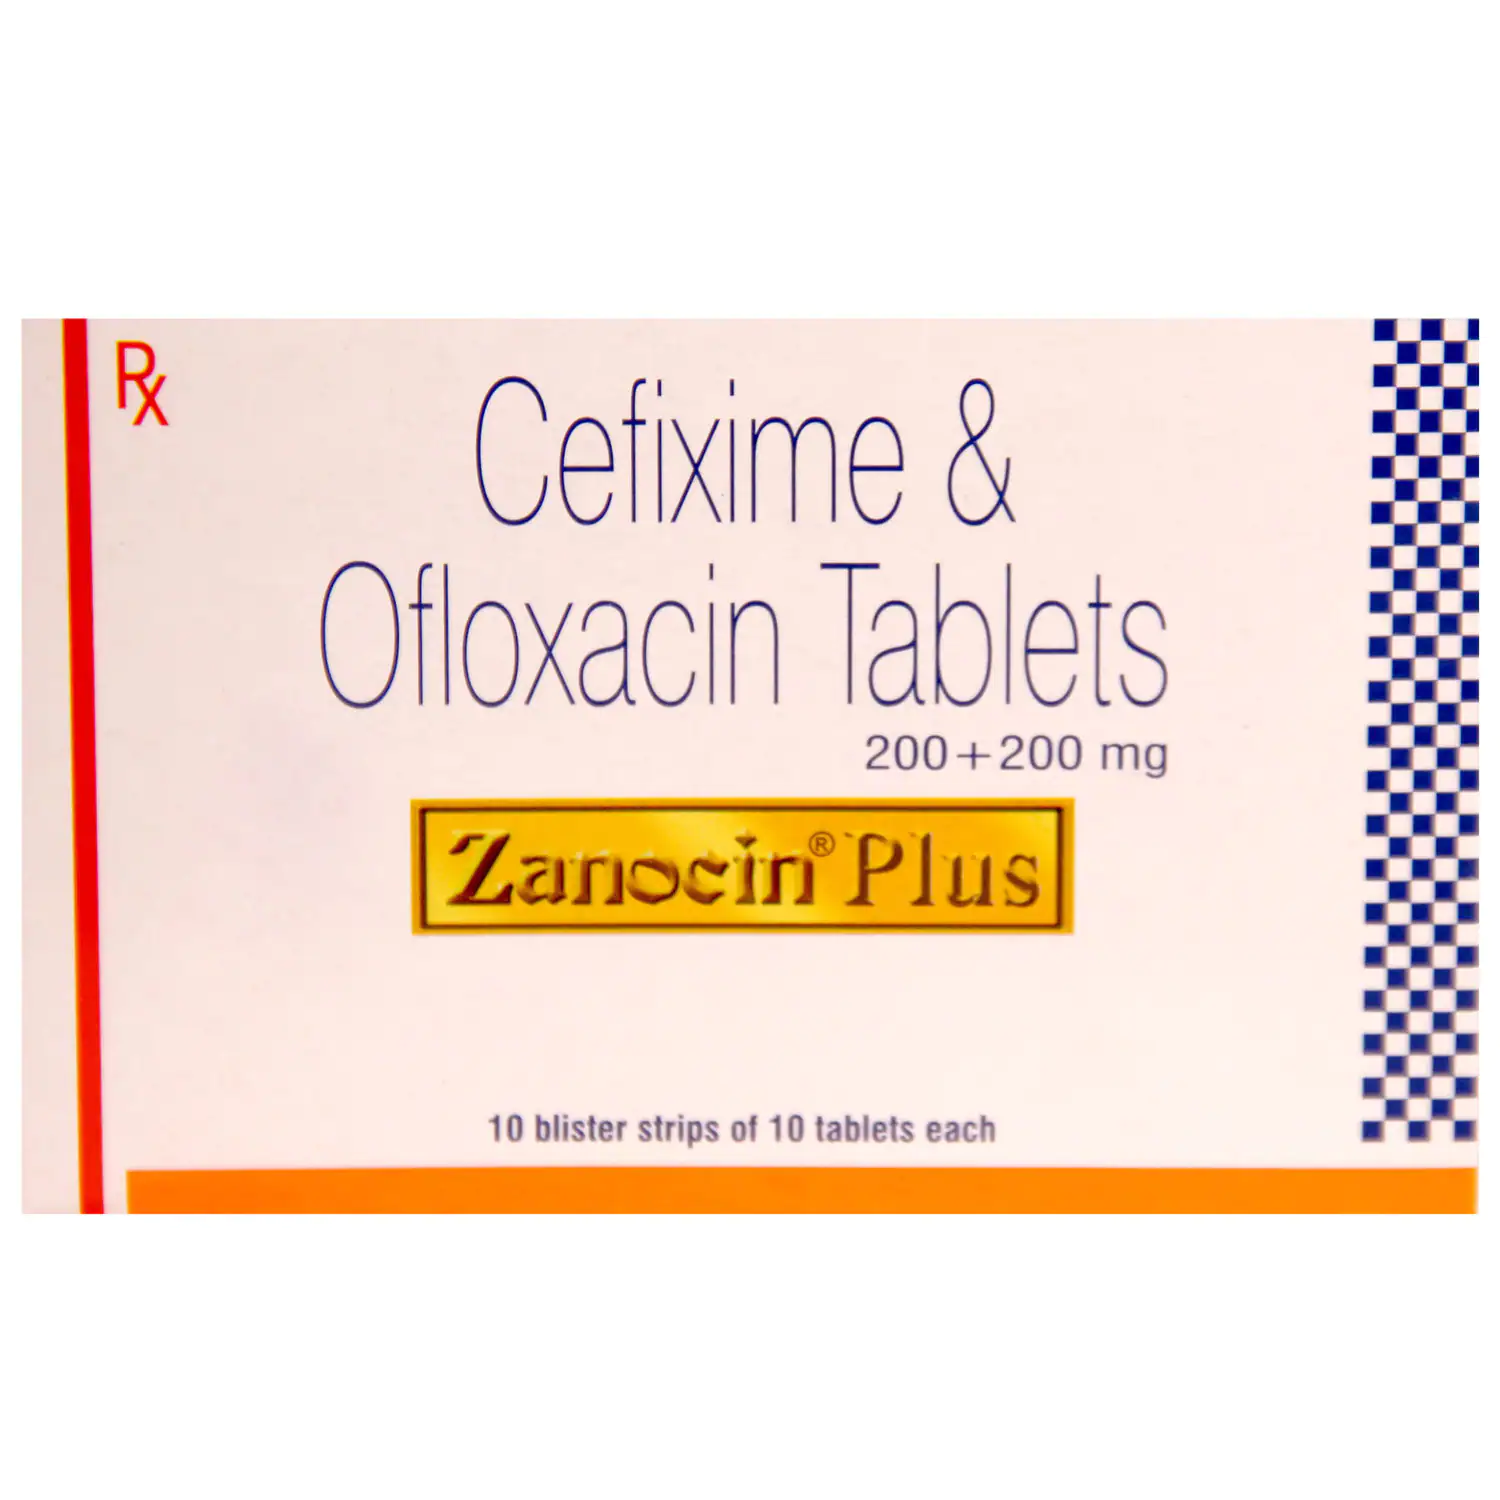 Rx
Cefixime &
Ofloxacin Tablets
200+200 mg
Zanocin® Plus
10 blister strips of 10 tablets each